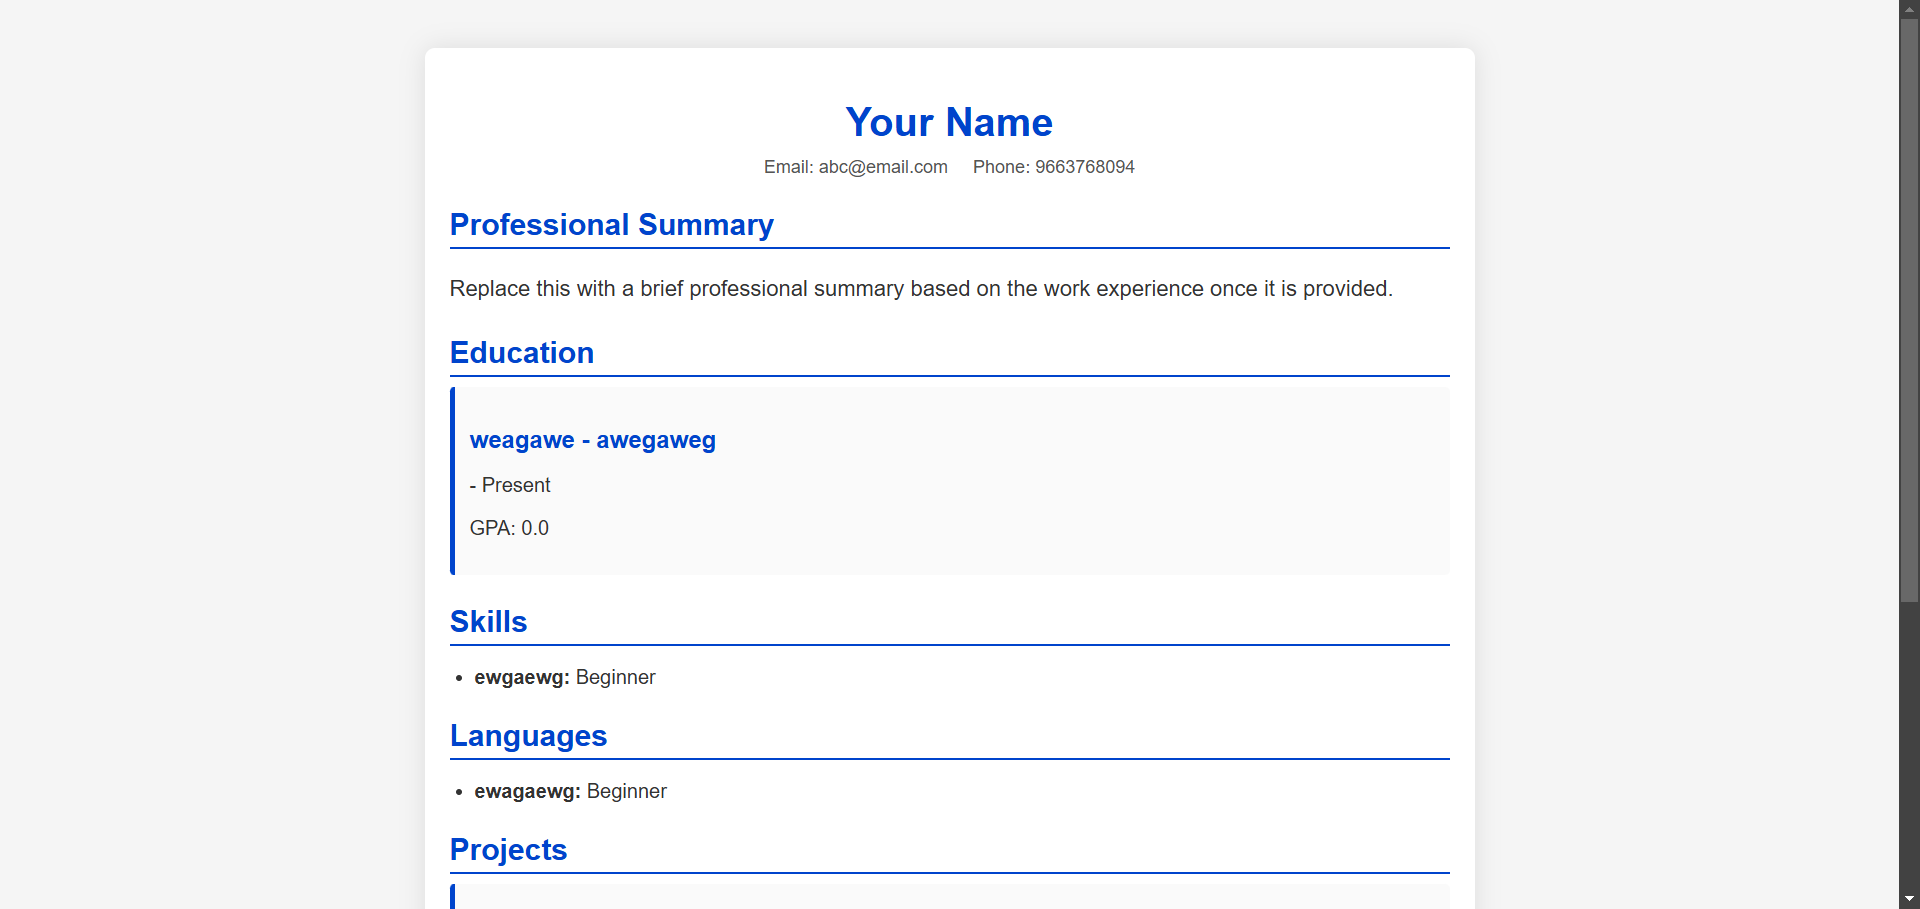 Your Name
Email: abc@email.com Phone: 9663768094
Professional Summary
Replace this with a brief professional summary based on the work experience once it is provided.
Education
weagawe - awegaweg
- Present
GPA: 0.0
Skills
• ewgaewg: Beginner
Languages
• ewagaewg: Beginner
Projects